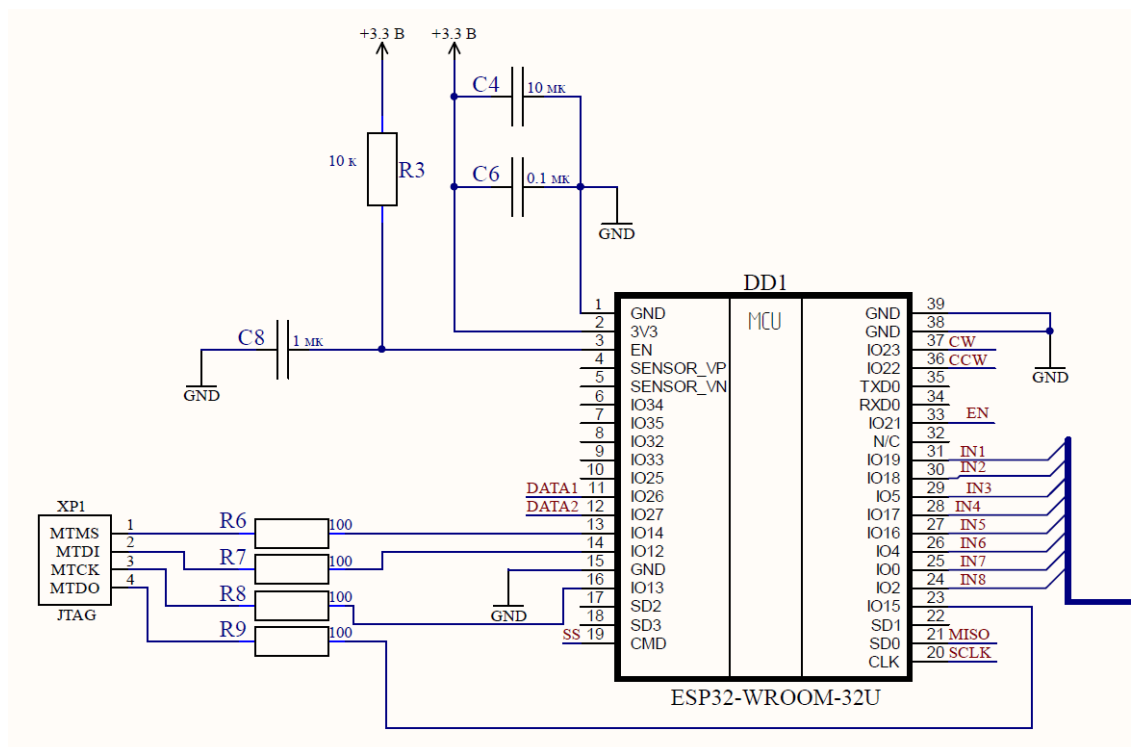 +3.3 В
+3.3 В
C4
10 мк
10 к
R3
C6
0.1 мк
GND
DD1
C8
1 мк
GND
MCU
1 GND
2 3V3
3 EN
4 SENSOR_VP
5 SENSOR_VN
6 IO34
7 IO35
8 IO32
9 IO33
10 IO25
DATA1 11 IO26
DATA2 12 IO27
13 IO14
14 IO12
15 GND
16 IO13
17 SD2
18 SD3
SS 19 CMD
GND 39
GND 38
IO23 37 CW
IO22 36 CCW
TXD0 35
RXD0 34
IO21 33 EN
N/C 32
IO19 31 IN1
IO18 30 IN2
IO5 29 IN3
IO17 28 IN4
IO16 27 IN5
IO4 26 IN6
IO0 25 IN7
IO2 24 IN8
IO15 23
SD1 22
SD0 21 MISO
CLK 20 SCLK
GND
XP1
MTMS 1
MTDI 2
MTCK 3
MTDO 4
JTAG
R6 100
R7 100
R8 100
R9 100
GND
ESP32-WROOM-32U